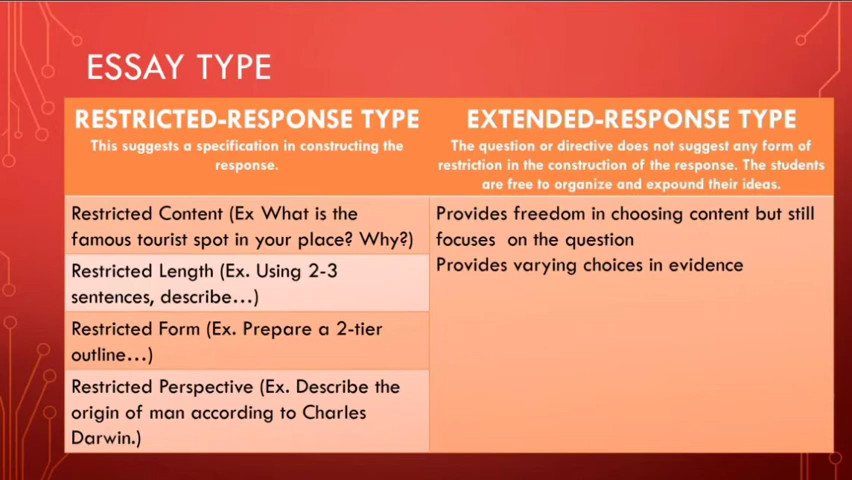 ESSAY TYPE
RESTRICTED-RESPONSE TYPE
This suggests a specification in constructing the
response.
EXTENDED-RESPONSE TYPE
The question or directive does not suggest any form of
restriction in the construction of the response. The students
are free to organize and expound their ideas.
Restricted Content (Ex What is the
famous tourist spot in your place? Why?)
Restricted Length (Ex. Using 2-3
sentences, describe...)
Restricted Form (Ex. Prepare a 2-tier
outline...)
Restricted Perspective (Ex. Describe the
origin of man according to Charles
Darwin.)
Provides freedom in choosing content but still
focuses on the question
Provides varying choices in evidence